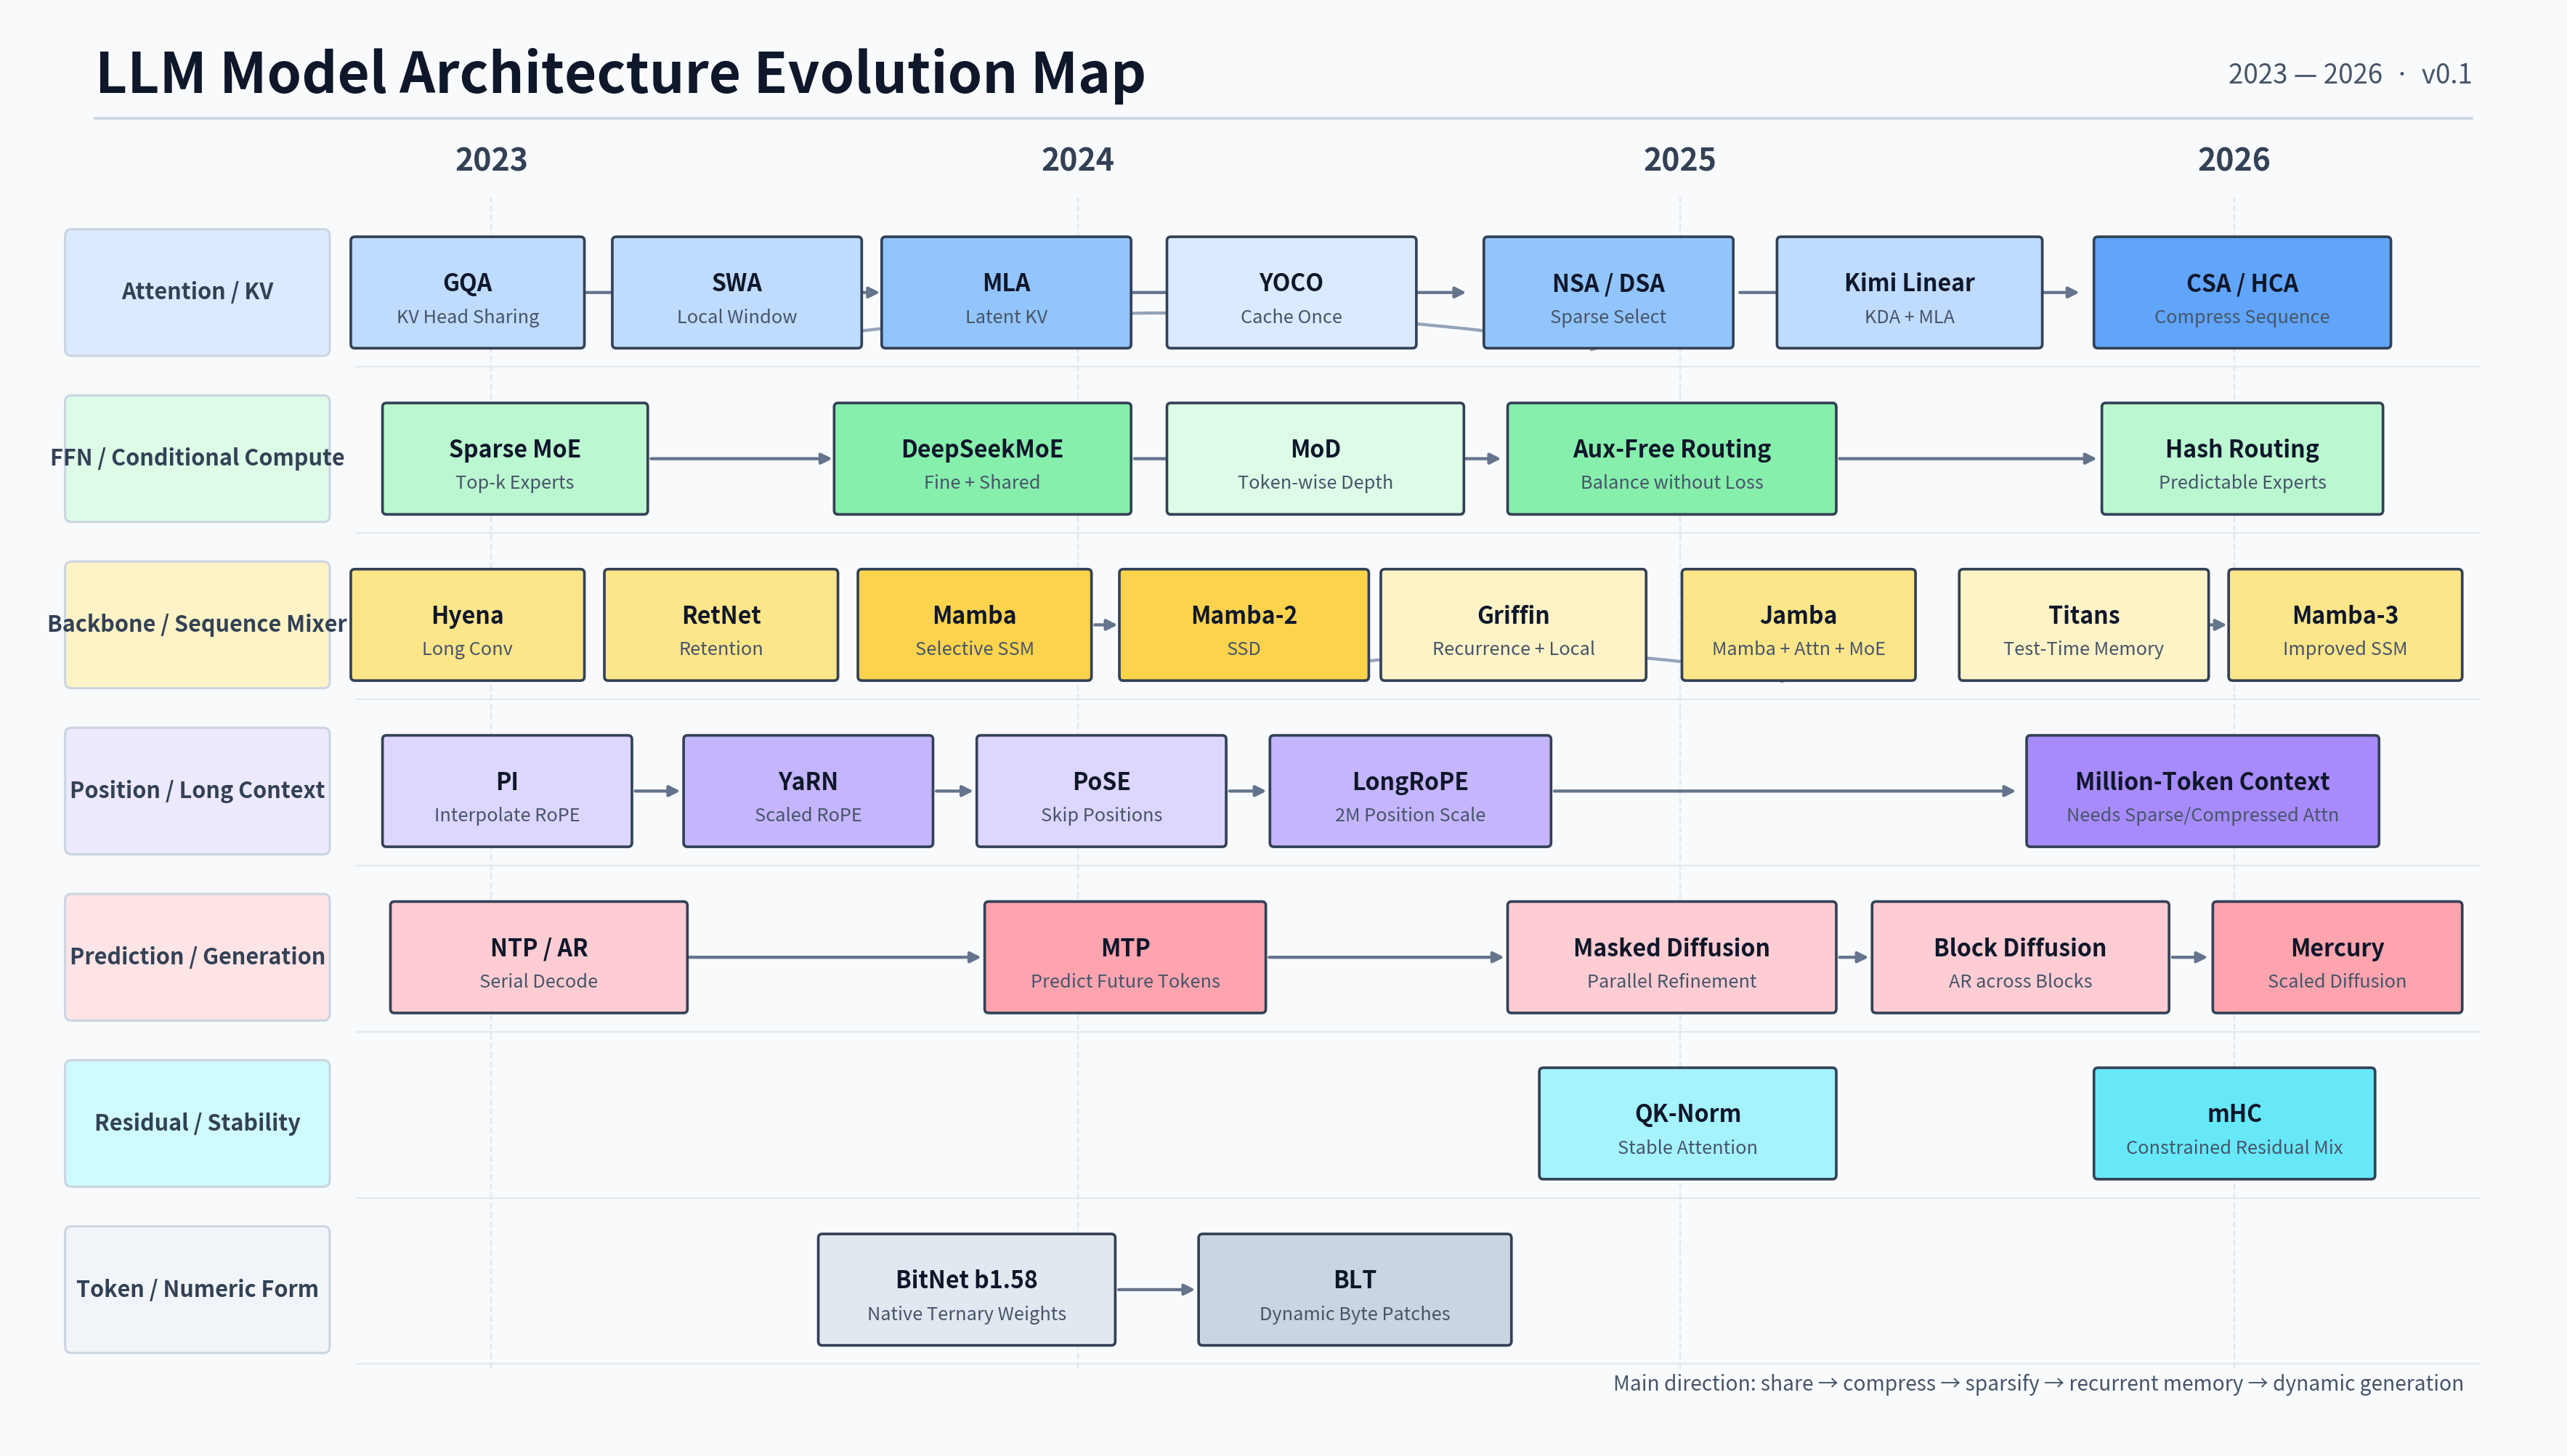 LLM Model Architecture Evolution Map
2023 — 2026 · v0.1
2023
2024
2025
2026
Attention / KV
GQA
KV Head Sharing
SWA
Local Window
MLA
Latent KV
YOCO
Cache Once
NSA / DSA
Sparse Select
Kimi Linear
KDA + MLA
CSA / HCA
Compress Sequence
FFN / Conditional Compute
Sparse MoE
Top-k Experts
DeepSeekMoE
Fine + Shared
MoD
Token-wise Depth
Aux-Free Routing
Balance without Loss
Hash Routing
Predictable Experts
Backbone / Sequence Mixer
Hyena
Long Conv
RetNet
Retention
Mamba
Selective SSM
Mamba-2
SSD
Griffin
Recurrence + Local
Jamba
Mamba + Attn + MoE
Titans
Test-Time Memory
Mamba-3
Improved SSM
Position / Long Context
PI
Interpolate RoPE
YaRN
Scaled RoPE
PoSE
Skip Positions
LongRoPE
2M Position Scale
Million-Token Context
Needs Sparse/Compressed Attn
Prediction / Generation
NTP / AR
Serial Decode
MTP
Predict Future Tokens
Masked Diffusion
Parallel Refinement
Block Diffusion
AR across Blocks
Mercury
Scaled Diffusion
Residual / Stability
QK-Norm
Stable Attention
mHC
Constrained Residual Mix
Token / Numeric Form
BitNet b1.58
Native Ternary Weights
BLT
Dynamic Byte Patches
Main direction: share → compress → sparsify → recurrent memory → dynamic generation